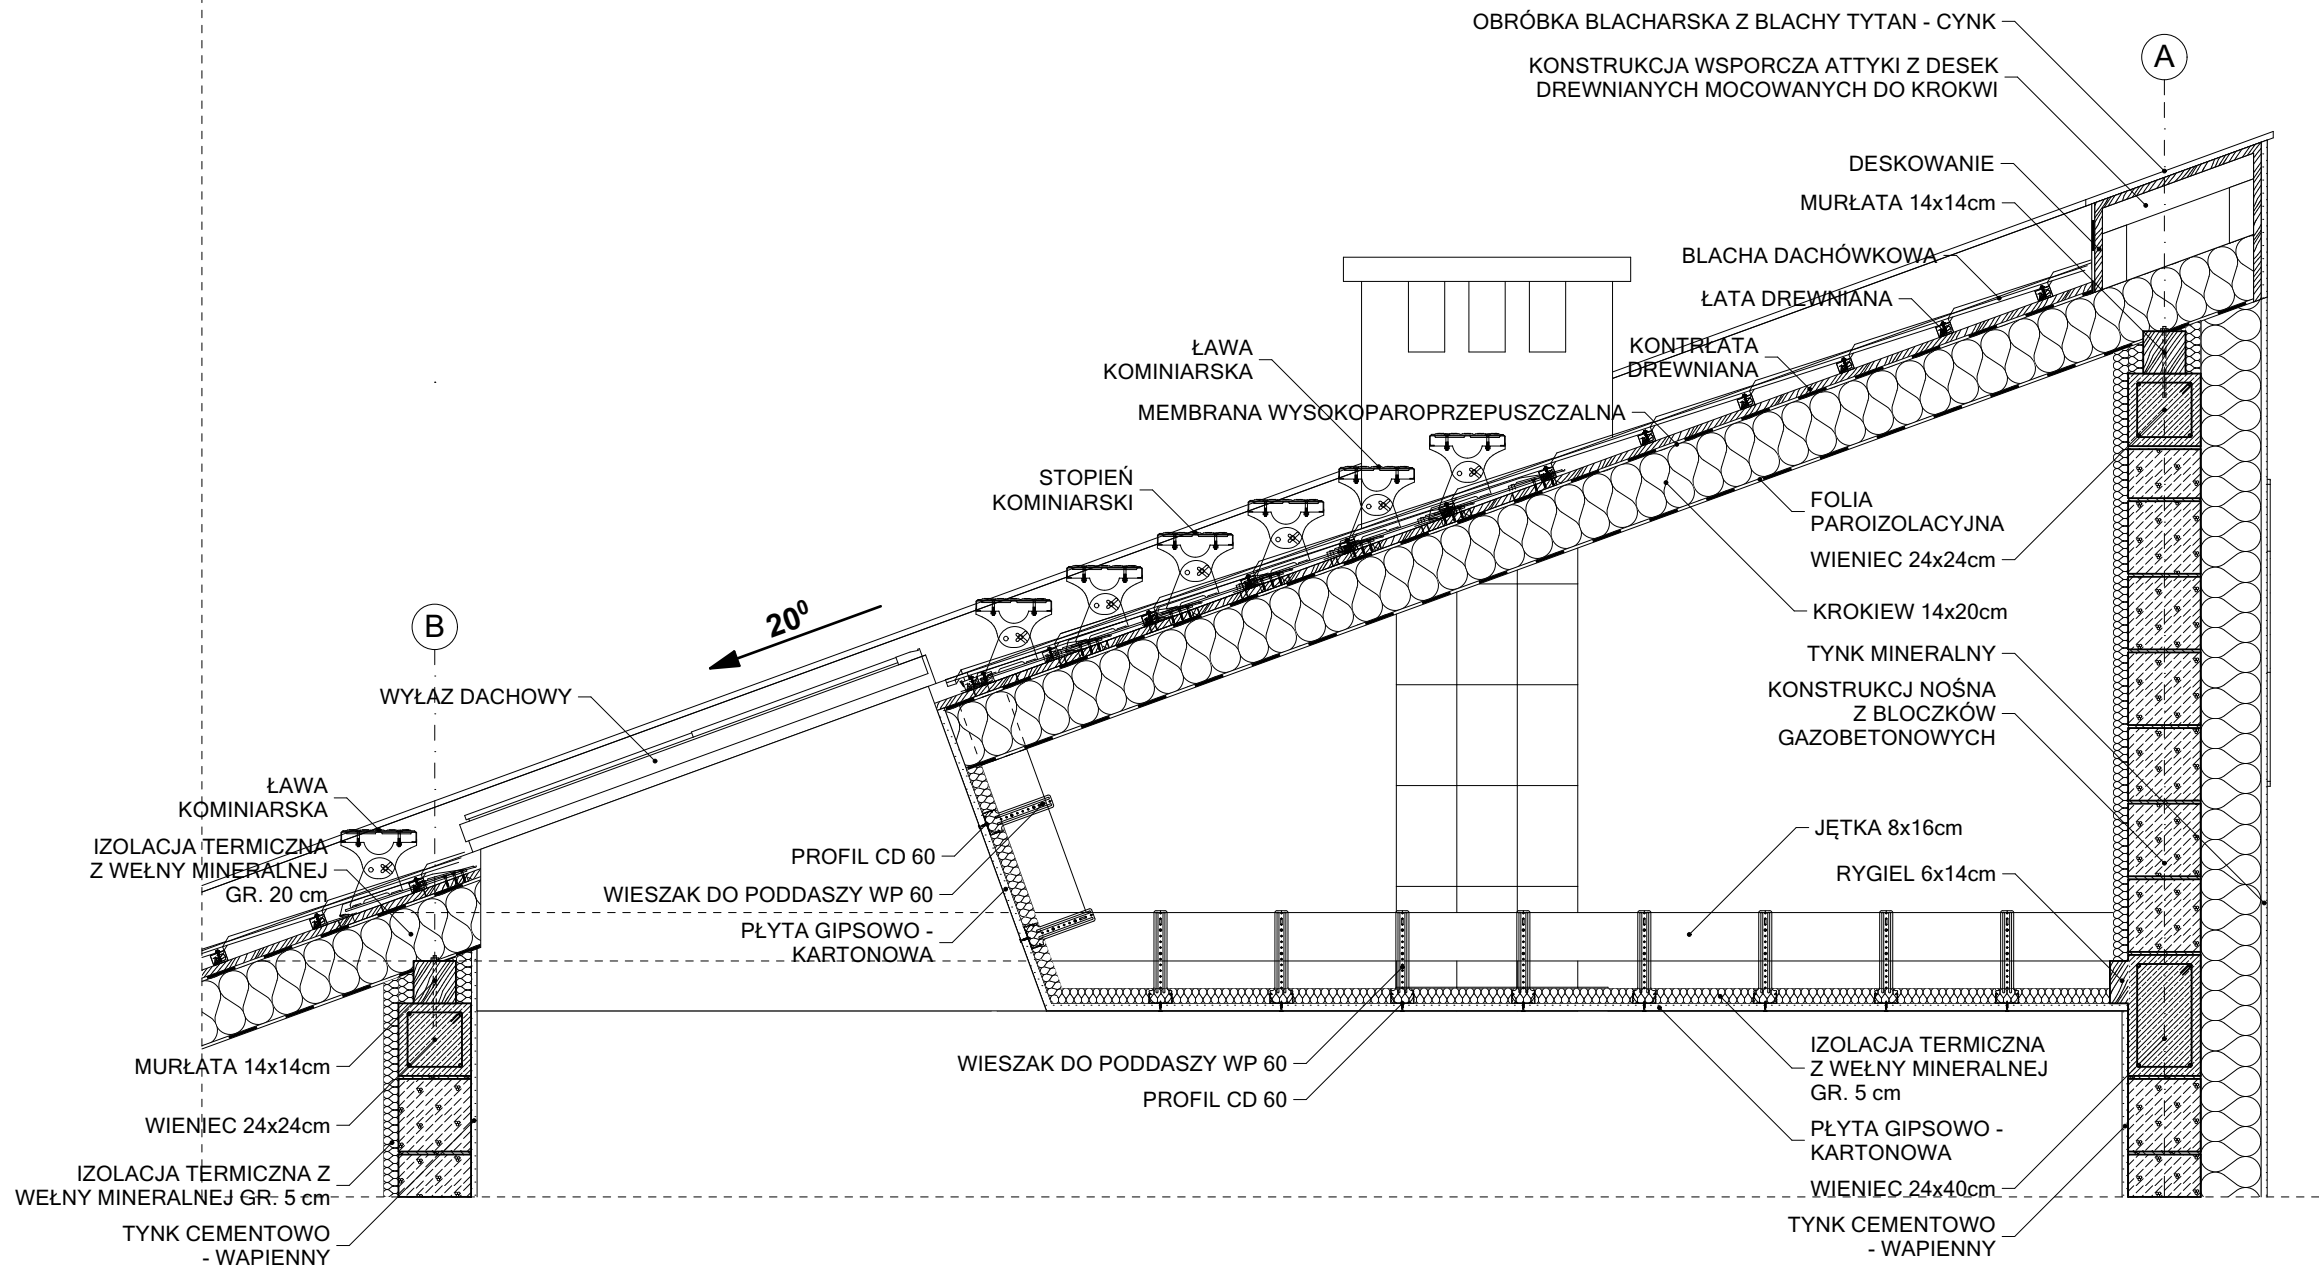 OBRÓBKA BLACHARSKA Z BLACHY TYTAN - CYNK
A
KONSTRUKCJA WSPORCZA ATTYKI Z DESEK
DREWNIANYCH MOCOWANYCH DO KROKWI
DESKOWANIE
MURŁATA 14x14cm
BLACHA DACHÓWKOWA
ŁATA DREWNIANA
KONTRŁATA
DREWNIANA
ŁAWA
KOMINIARSKA
MEMBRANA WYSOKOPAROPRZEPUSZCZALNA
STOPIEŃ
KOMINIARSKI
FOLIA
PAROIZOLACYJNA
WIENIEC 24x24cm
KROKIEW 14x20cm
20⁰
B
TYNK MINERALNY
KONSTRUKCJ NOŚNA
Z BLOCZKÓW
GAZOBETONOWYCH
WYŁAZ DACHOWY
ŁAWA
KOMINIARSKA
IZOLACJA TERMICZNA
Z WEŁNY MINERALNEJ
GR. 20 cm
PROFIL CD 60
WIESZAK DO PODDASZY WP 60
PŁYTA GIPSOWO -
KARTONOWA
JĘTKA 8x16cm
RYGIEL 6x14cm
MURŁATA 14x14cm
WIENIEC 24x24cm
IZOLACJA TERMICZNA Z
WEŁNY MINERALNEJ GR. 5 cm
TYNK CEMENTOWO
- WAPIENNY
WIESZAK DO PODDASZY WP 60
PROFIL CD 60
IZOLACJA TERMICZNA
Z WEŁNY MINERALNEJ
GR. 5 cm
PŁYTA GIPSOWO -
KARTONOWA
WIENIEC 24x40cm
TYNK CEMENTOWO
- WAPIENNY